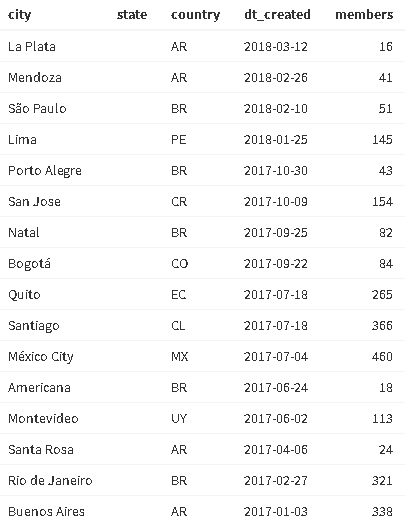 city state country dt_created members
La Plata AR 2018-03-12 16
Mendoza AR 2018-02-26 41
São Paulo BR 2018-02-10 51
Lima PE 2018-01-25 145
Porto Alegre BR 2017-10-30 43
San Jose CR 2017-10-09 154
Natal BR 2017-09-25 82
Bogotá CO 2017-09-22 84
Quito EC 2017-07-18 265
Santiago CL 2017-07-18 366
México City MX 2017-07-04 460
Americana BR 2017-06-24 18
Montevideo UY 2017-06-02 113
Santa Rosa AR 2017-04-06 24
Rio de Janeiro BR 2017-02-27 321
Buenos Aires AR 2017-01-03 338